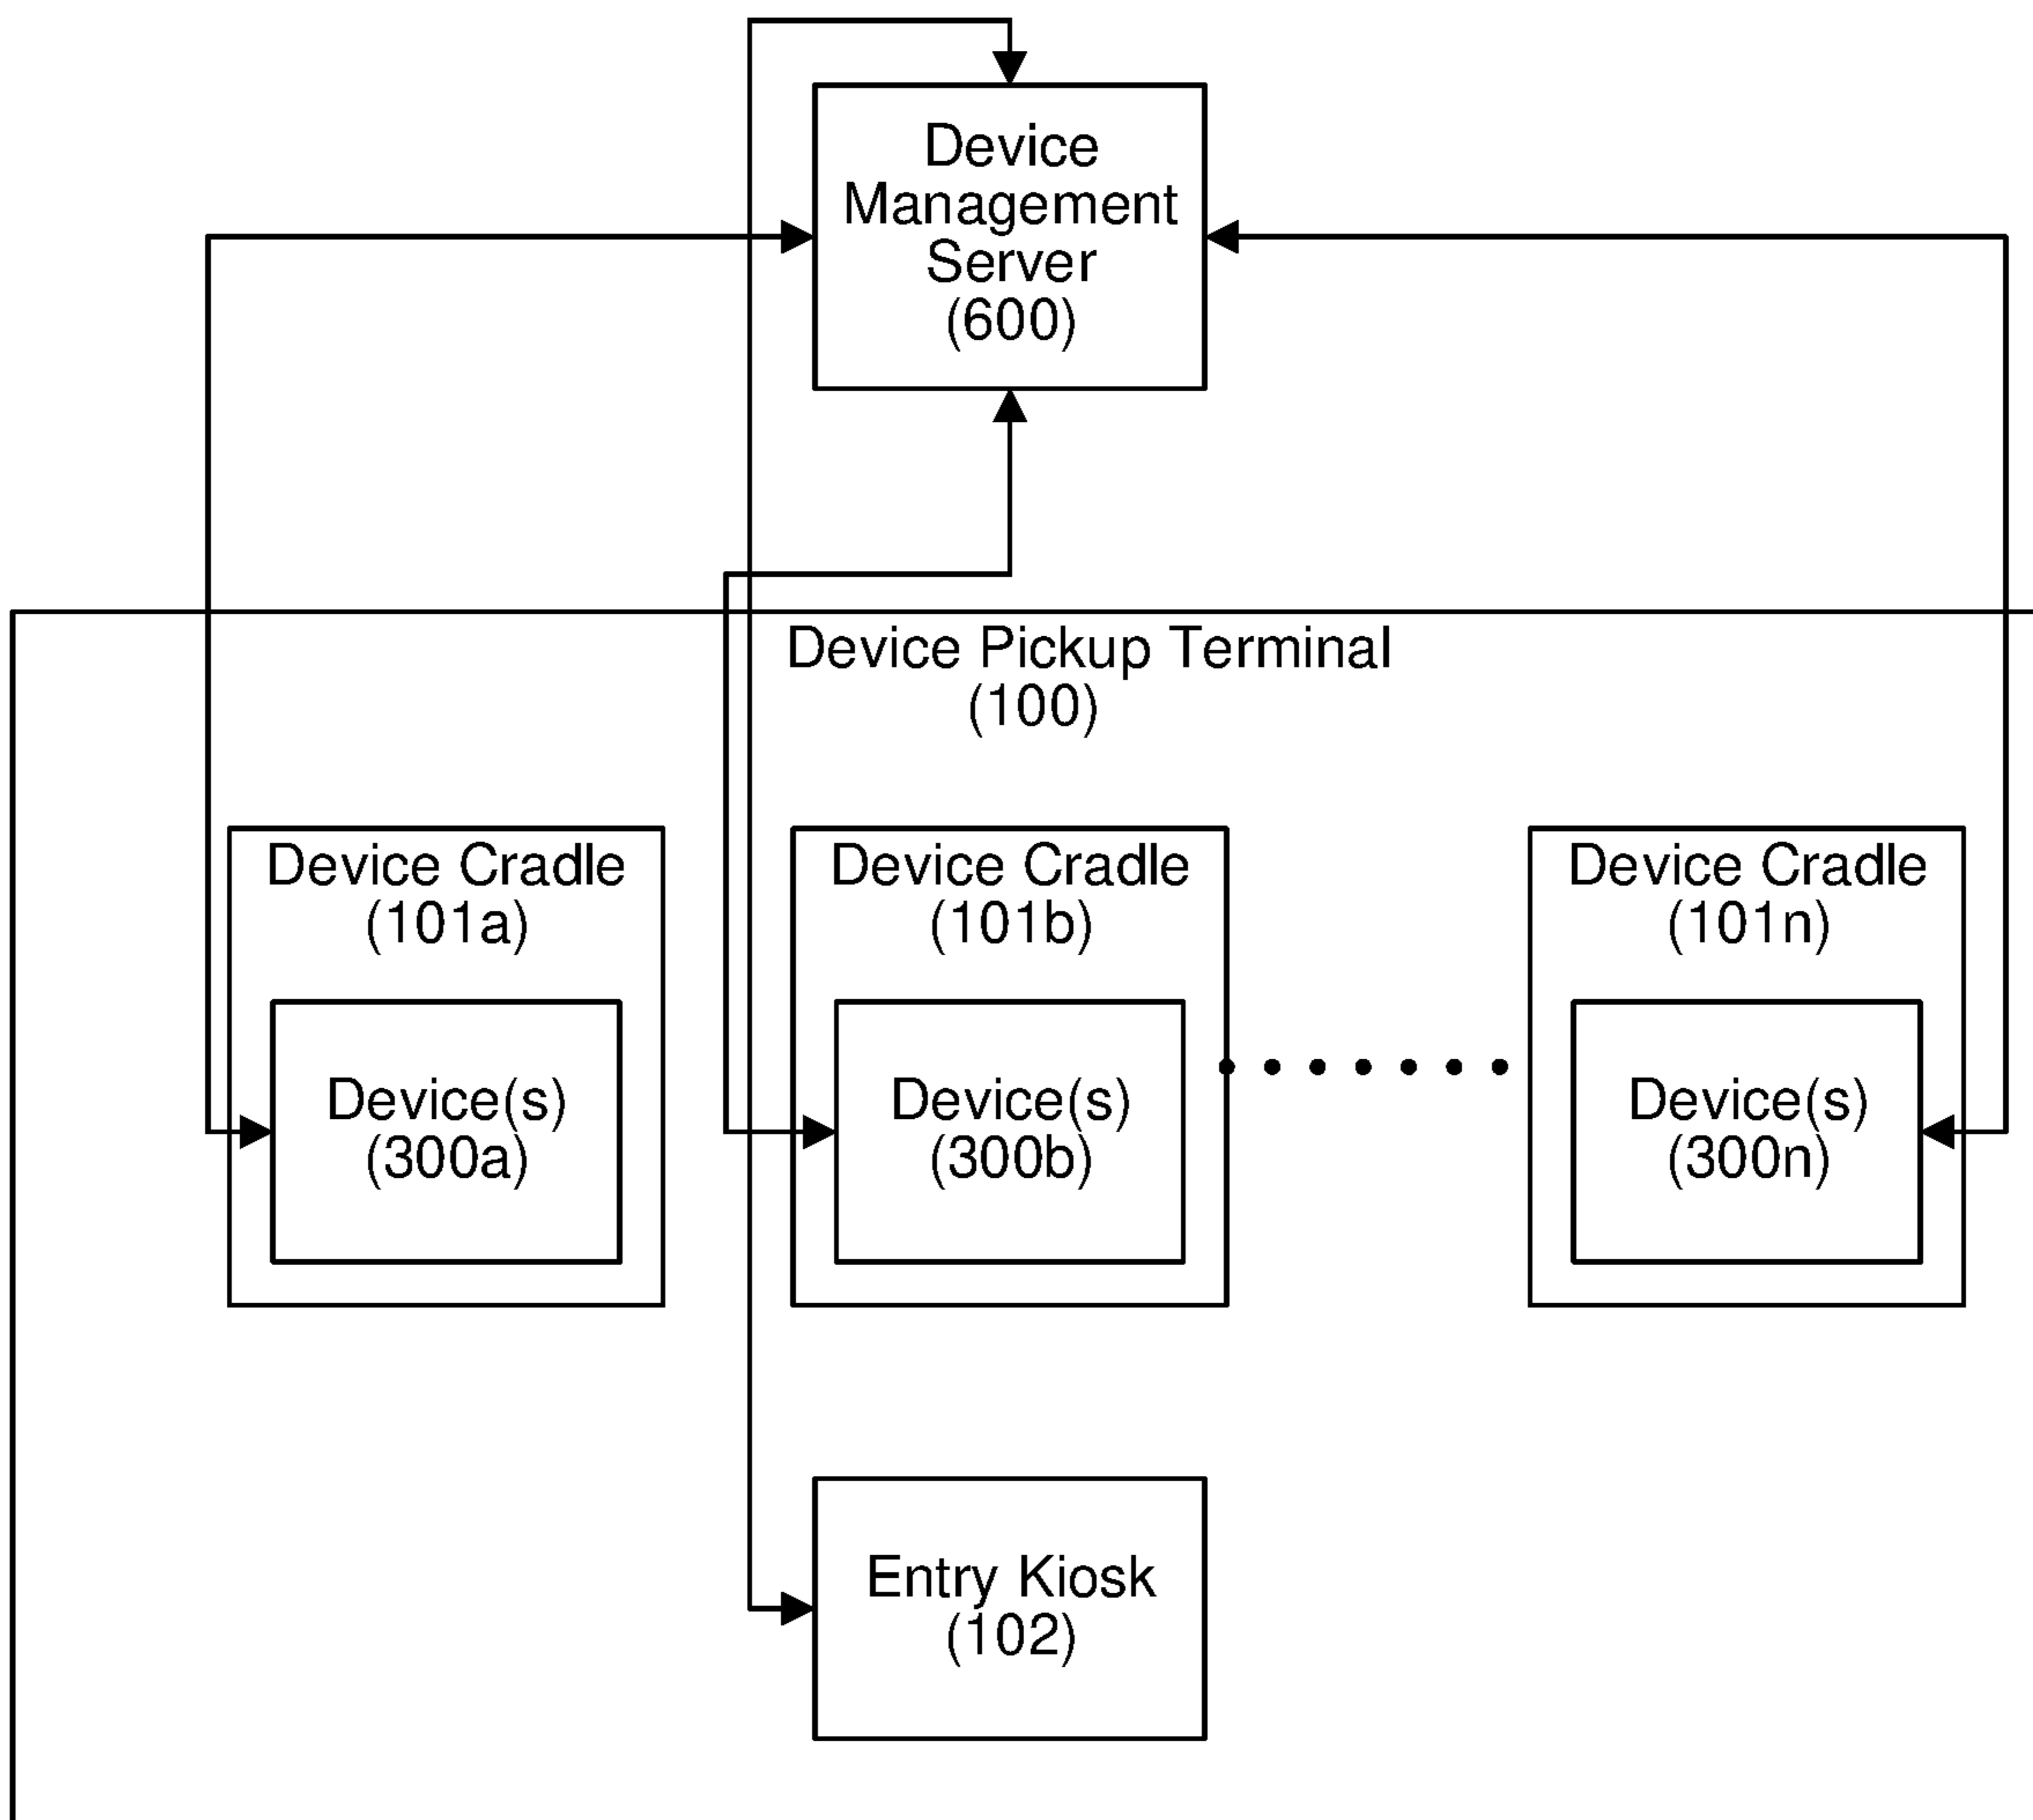 Device
Management
Server
(600)
Device Pickup Terminal
(100)
Device Cradle
(101a)
Device(s)
(300a)
Device Cradle
(101b)
Device(s)
(300b)
Device Cradle
(101n)
Device(s)
(300n)
Entry Kiosk
(102)